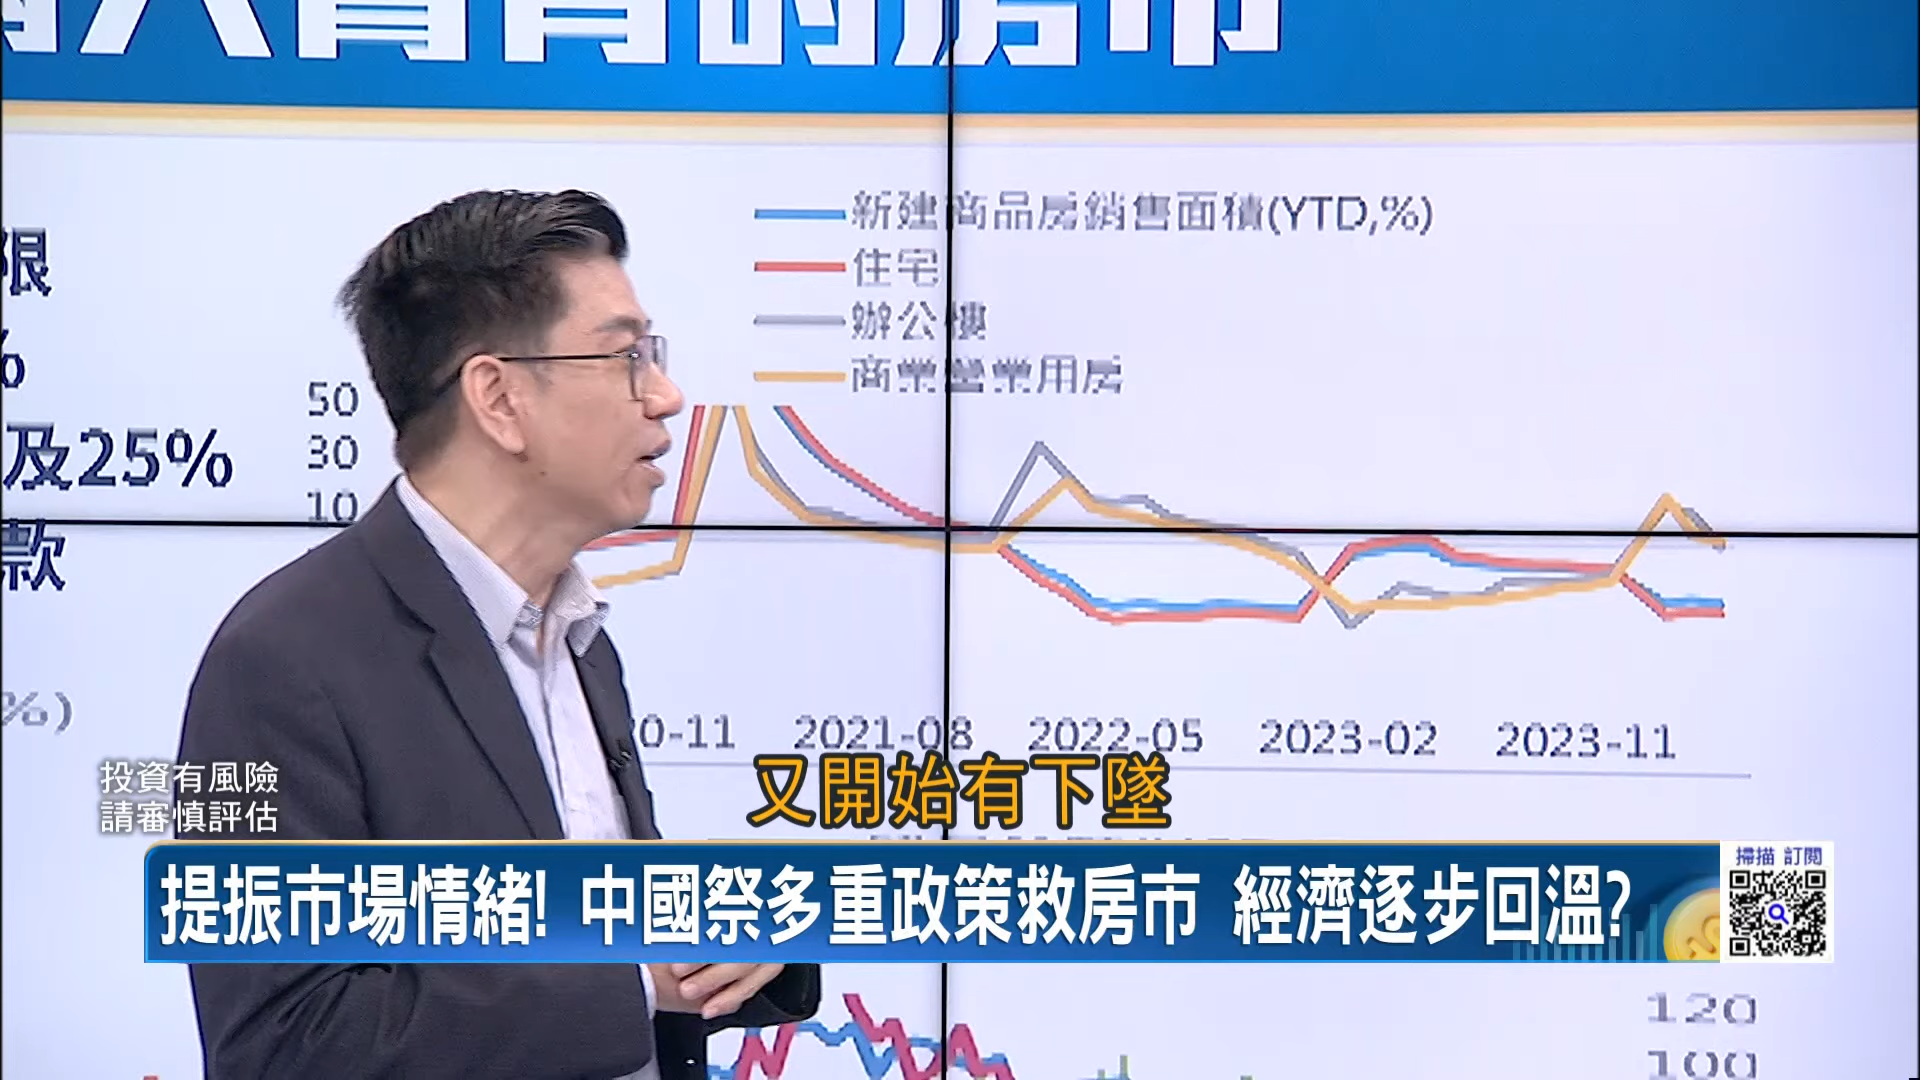 的房市
限
%
及25%
款
%)
新建商品房銷售面積(YTD,%)
住宅
辦公樓
商業營業用房
50
30
10
0-11 2021-08 2022-05 2023-02 2023-11
又開始有下墜
投資有風險
請審慎評估
提振市場情緒! 中國祭多重政策救房市 經濟逐步回溫?
掃描 訂閱
120
100